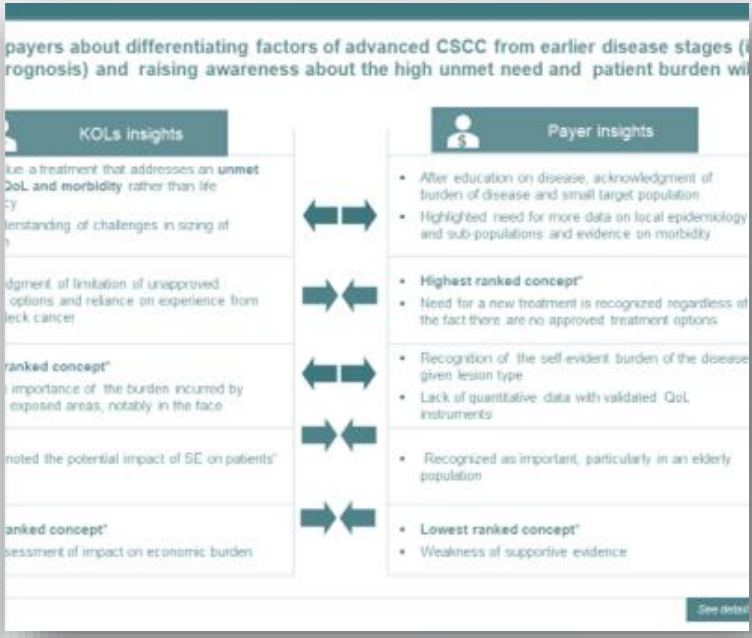 payers about differentiating factors of advanced CSCC from earlier disease stages (i
rognosis) and raising awareness about the high unmet need and patient burden wil
KOLs insights
lue a treatment that addresses an unmet
QoL and morbidity rather than life
cy
derstanding of challenges in sizing of
n
dgment of limitation of unapproved
options and reliance on experience from
eck cancer
ranked concept*
importance of the burden incurred by
exposed areas, notably in the face
noted the potential impact of SE on patients'
anked concept*
sessment of impact on economic burden
$
Payer insights
• After education on disease, acknowledgment of
burden of disease and small target population
• Highlighted need for more data on local epidemiology
and sub-populations and evidence on morbidity
• Highest ranked concept*
• Need for a new treatment is recognized regardless of
the fact there are no approved treatment options
• Recognition of the self-evident burden of the disease
given lesion type
• Lack of quantitative data with validated QoL
instruments
• Recognized as important, particularly in an elderly
population
• Lowest ranked concept*
• Weakness of supportive evidence
See detail